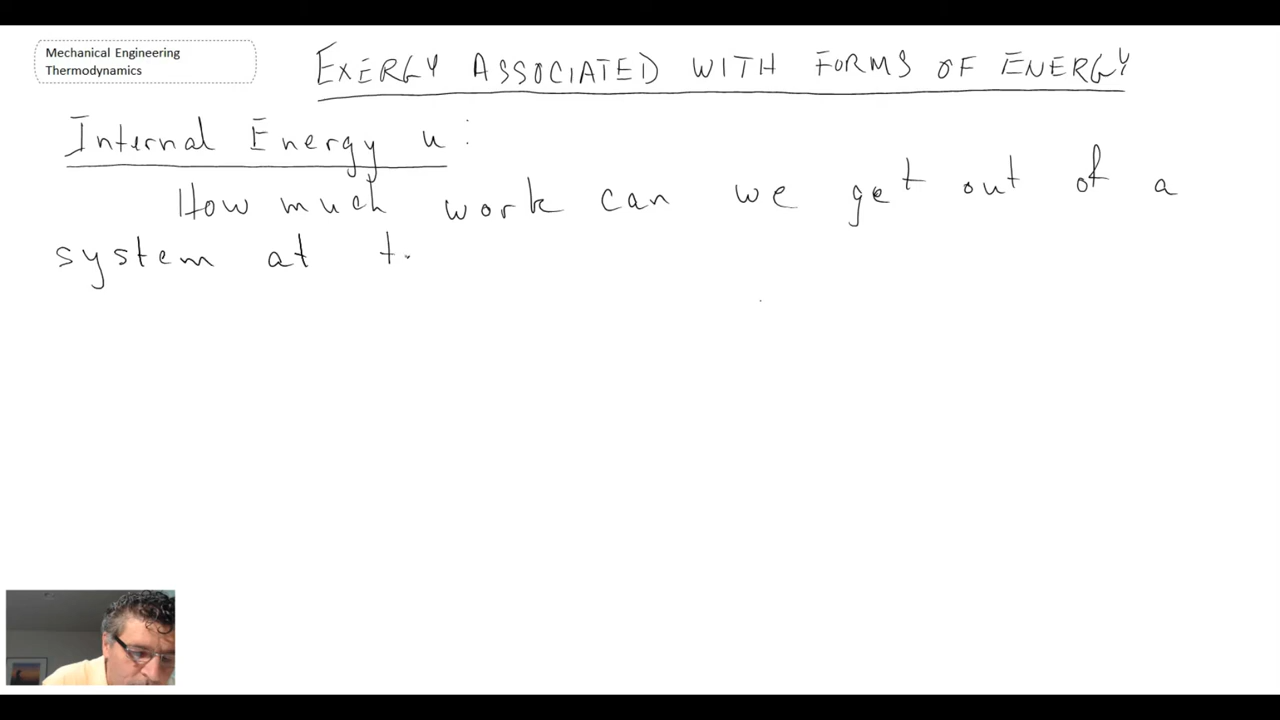 Mechanical Engineering
Thermodynamics
EXERGY ASSOCIATED WITH FORMS OF ENERGY
Internal Energy u:
How much work can we get out of a
system at t